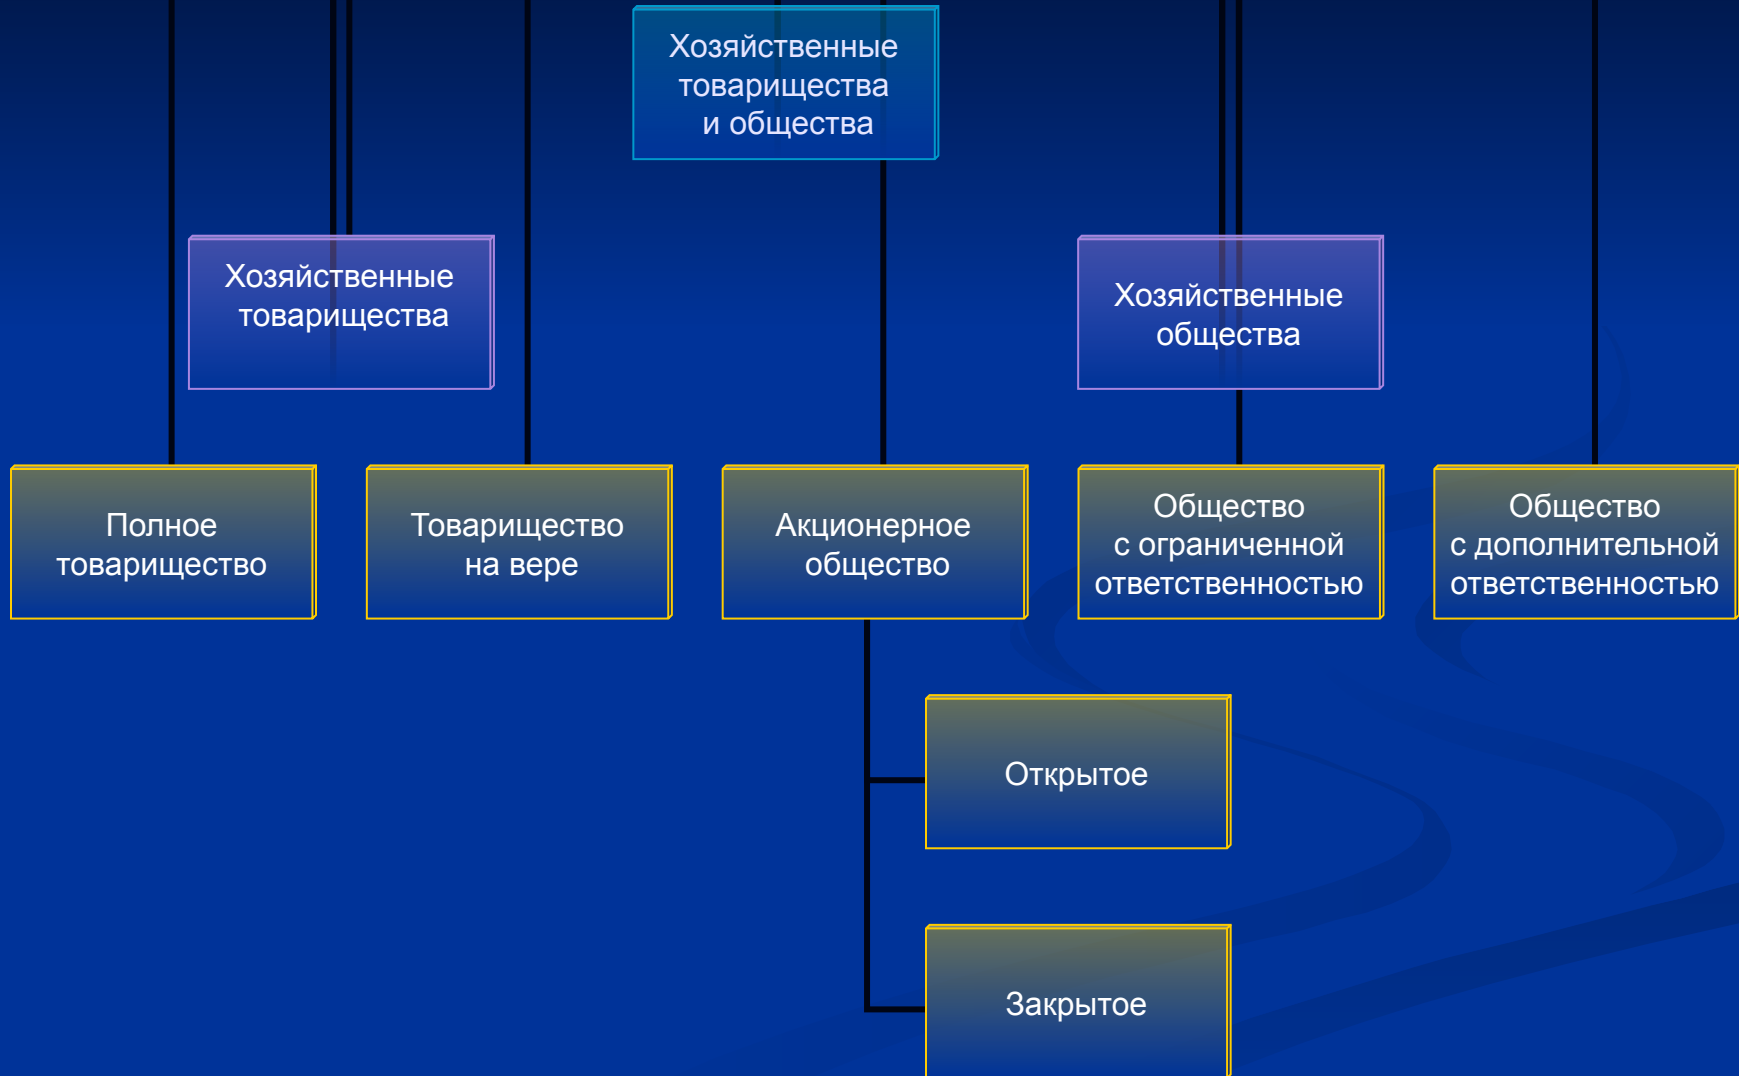 Хозяйственные
товарищества
и общества
Хозяйственные
товарищества
Хозяйственные
общества
Полное
товарищество
Товарищество
на вере
Акционерное
общество
Общество
с ограниченной
ответственностью
Общество
с дополнительной
ответственностью
Открытое
Закрытое